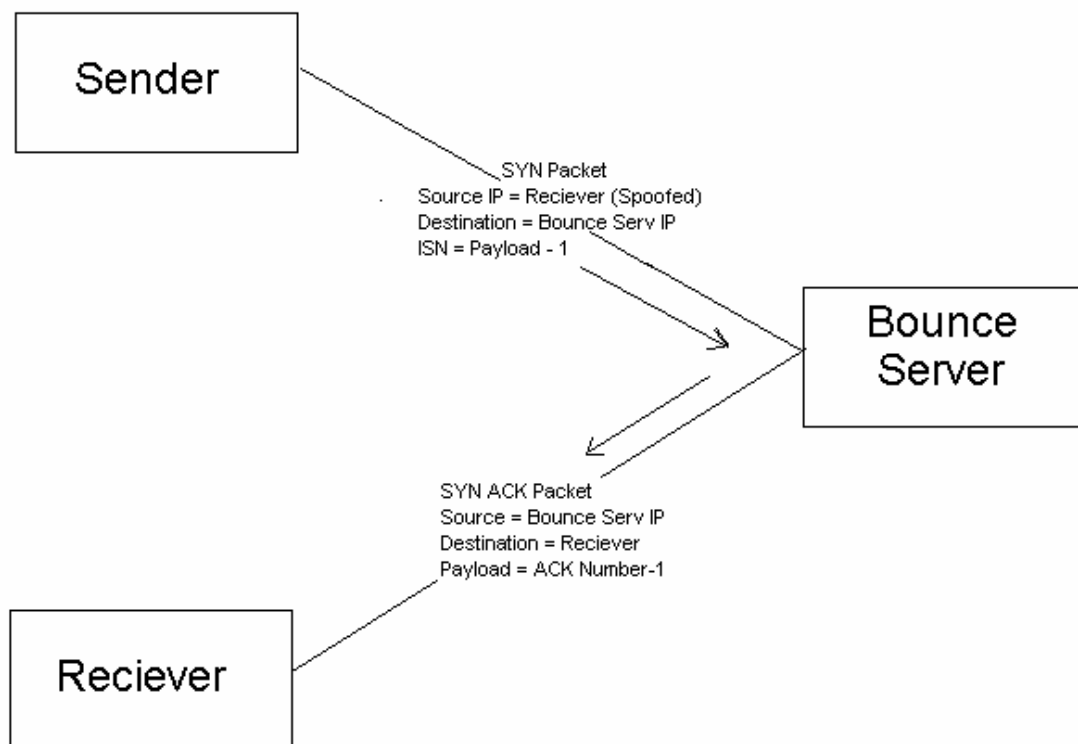 Sender
SYN Packet
Source IP = Reciever (Spoofed)
Destination = Bounce Serv IP
ISN = Payload - 1
Bounce
Server
SYN ACK Packet
Source = Bounce Serv IP
Destination = Reciever
Payload = ACK Number-1
Reciever